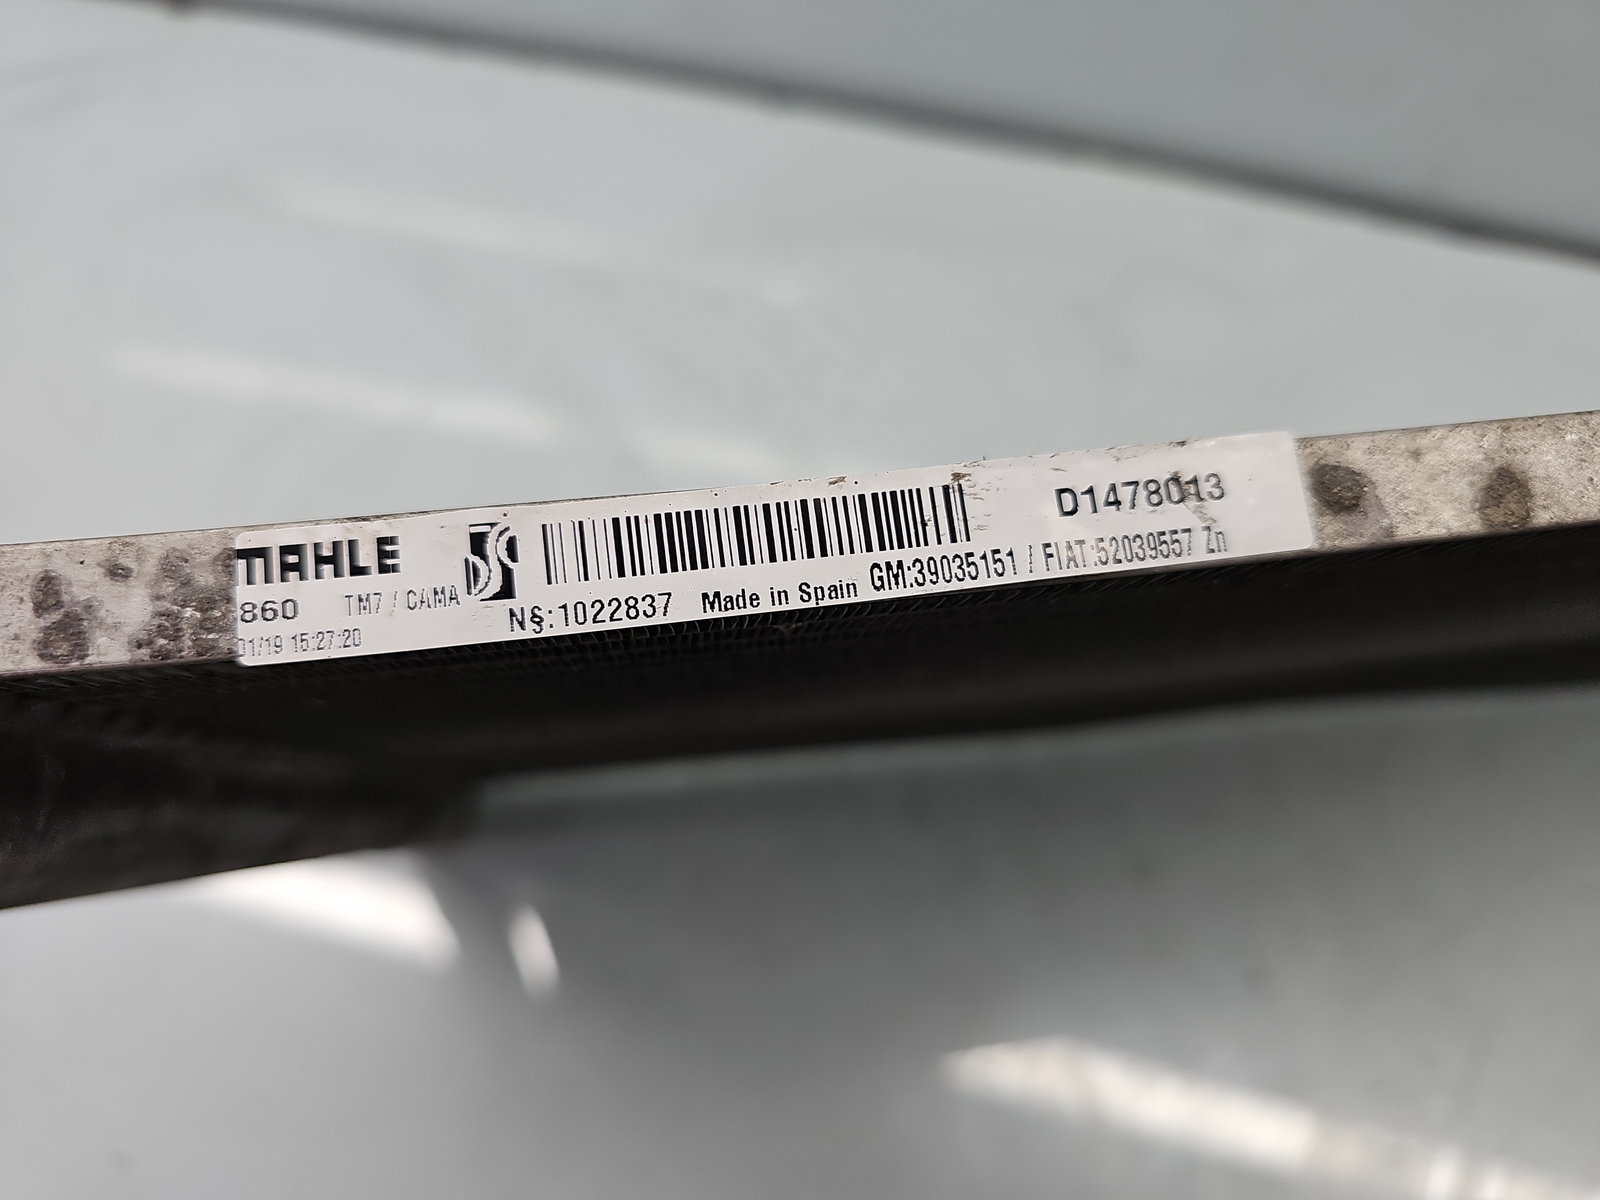 MAHLE
860 TM7 / CAMA
01/19 15:27:20
N§:1022837 Made in Spain GM:39035151 / FIAT:52039557 Zn
D1478013